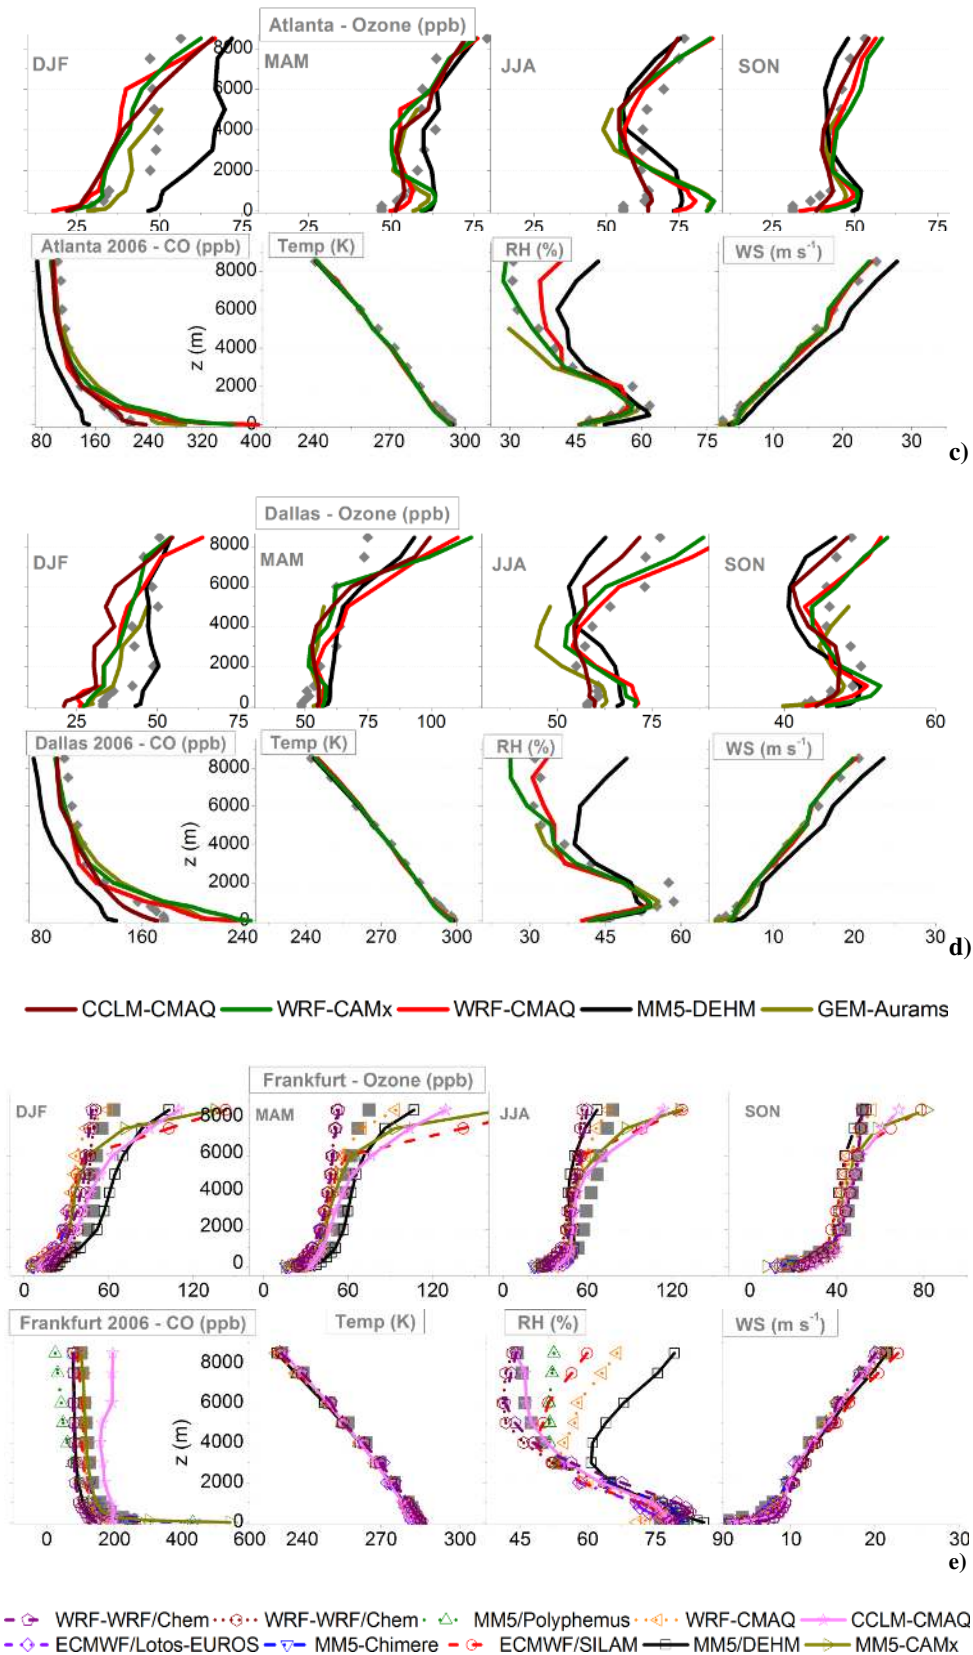 Atlanta - Ozone (ppb)
DJF
MAM
JJA
SON
8000
6000
4000
2000
0
25 50 75
25 50 75
25 50 75
25 50 75
Atlanta 2006 - CO (ppb)
Temp (K)
RH (%)
WS (m s⁻¹)
z (m)
8000
6000
4000
2000
0
80 160 240 320 400
240 270 300
30 45 60 75
10 20 30
c)
Dallas - Ozone (ppb)
DJF
MAM
JJA
SON
8000
6000
4000
2000
0
25 50 75
50 75 100
50 75
40 60
Dallas 2006 - CO (ppb)
Temp (K)
RH (%)
WS (m s⁻¹)
z (m)
8000
6000
4000
2000
0
80 160 240
240 270 300
30 45 60
10 20 30
d)
CCLM-CMAQ WRF-CAMx WRF-CMAQ MM5-DEHM GEM-Aurams
Frankfurt - Ozone (ppb)
DJF
MAM
JJA
SON
8000
6000
4000
2000
0
0 60 120
0 60 120
0 60 120
0 40 80
Frankfurt 2006 - CO (ppb)
Temp (K)
RH (%)
WS (m s⁻¹)
z (m)
8000
6000
4000
2000
0
0 200 400 600
240 270 300
45 60 75 90
10 20 30
e)
WRF-WRF/Chem WRF-WRF/Chem MM5/Polyphemus WRF-CMAQ CCLM-CMAQ
ECMWF/Lotos-EUROS MM5-Chimere ECMWF/SILAM MM5/DEHM MM5-CAMx